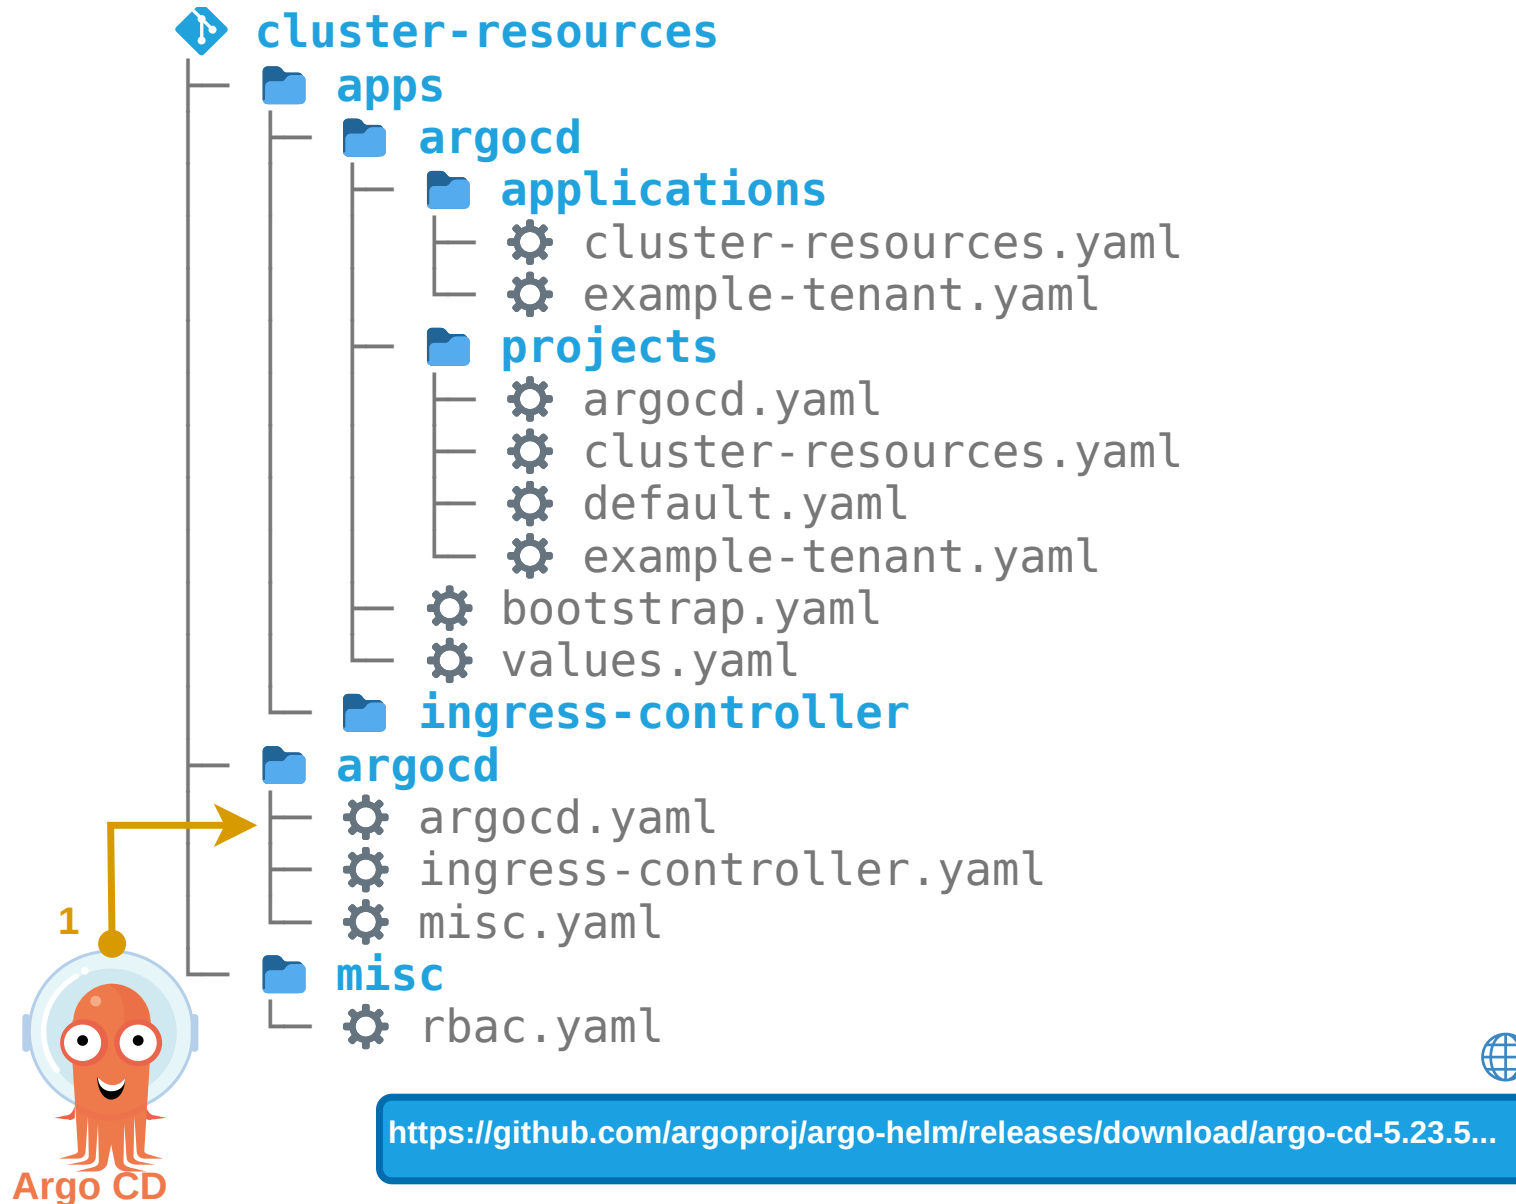 cluster-resources
apps
argocd
applications
cluster-resources.yaml
example-tenant.yaml
projects
argocd.yaml
cluster-resources.yaml
default.yaml
example-tenant.yaml
bootstrap.yaml
values.yaml
ingress-controller
argocd
argocd.yaml
ingress-controller.yaml
1
misc.yaml
misc
rbac.yaml
https://github.com/argoproj/argo-helm/releases/download/argo-cd-5.23.5...
Argo CD